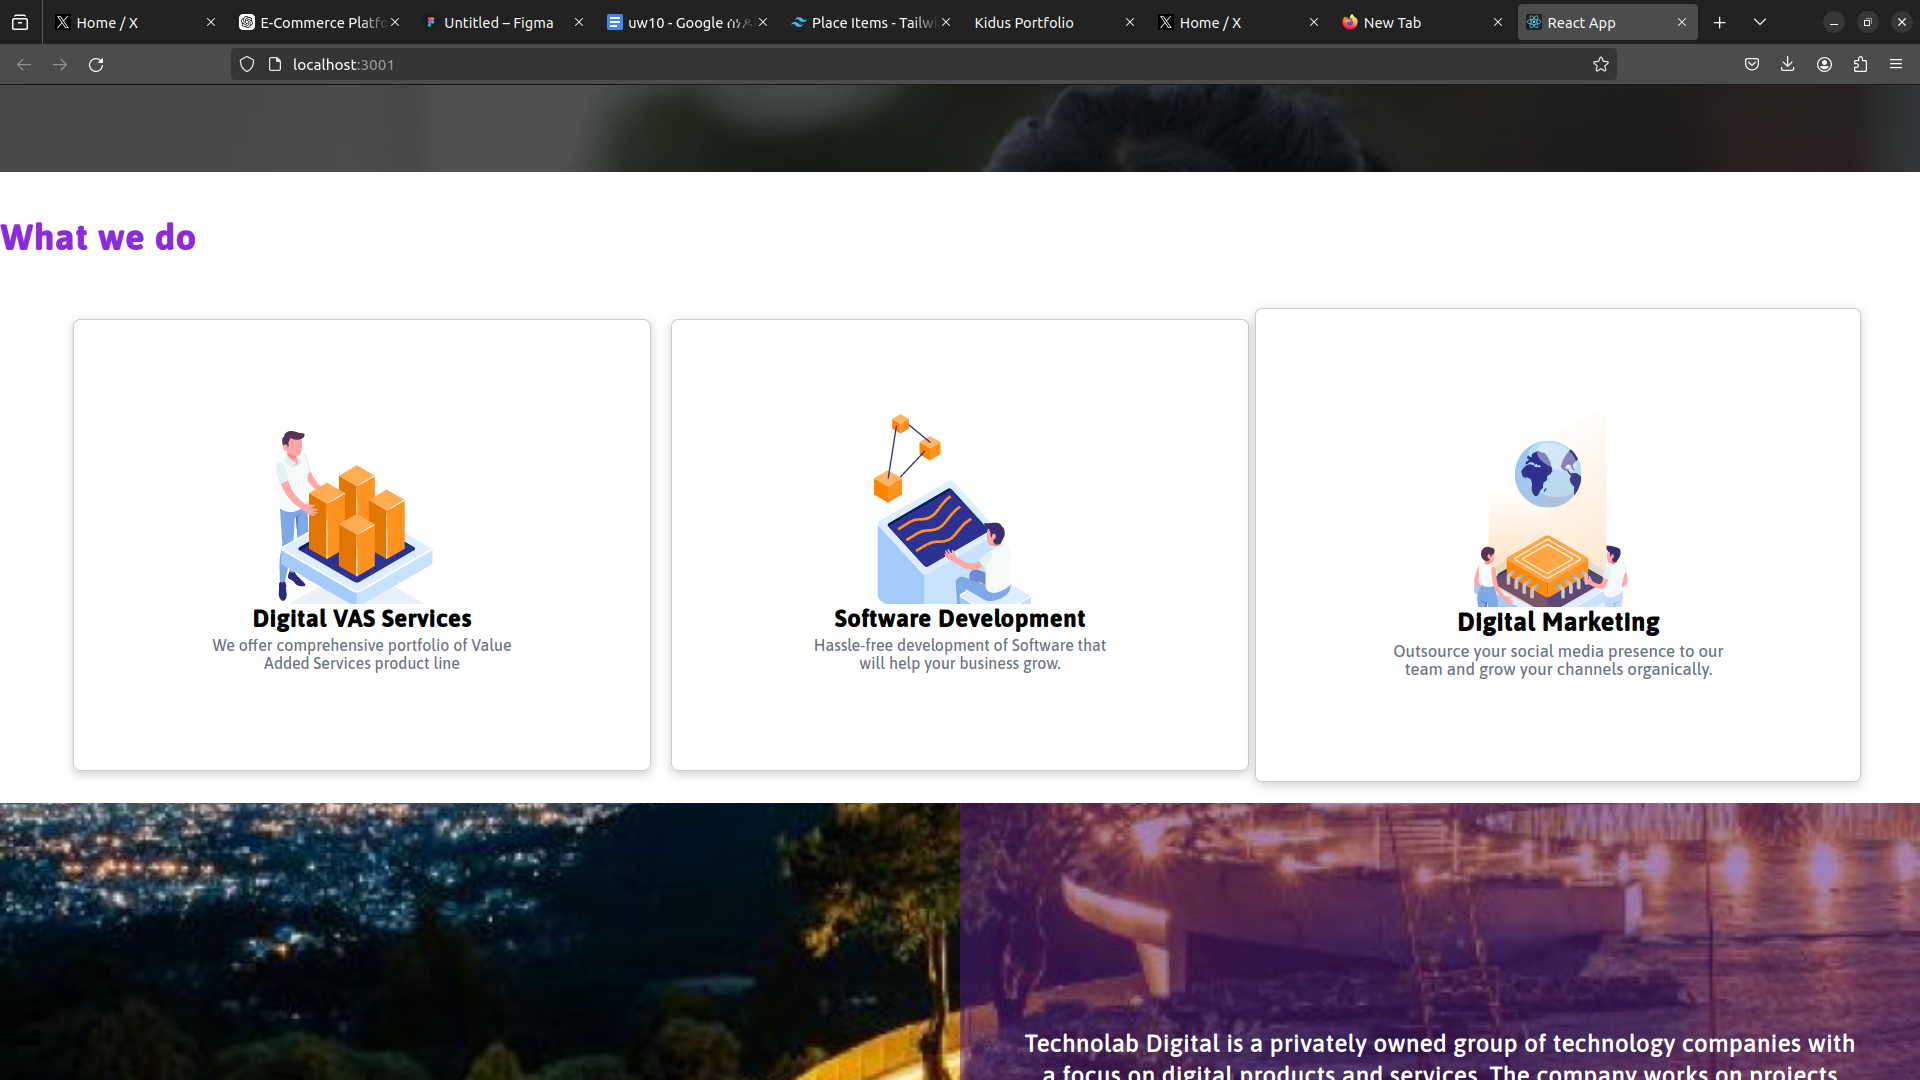 Home / X
E-Commerce Platfo
Untitled – Figma
uw10 - Google
Place Items - Tailwi
Kidus Portfolio
Home / X
New Tab
React App
localhost:3001
What we do
Digital VAS Services
We offer comprehensive portfolio of Value
Added Services product line
Software Development
Hassle-free development of Software that
will help your business grow.
Digital Marketing
Outsource your social media presence to our
team and grow your channels organically.
Technolab Digital is a privately owned group of technology companies with
a focus on digital products and services. The company works on projects